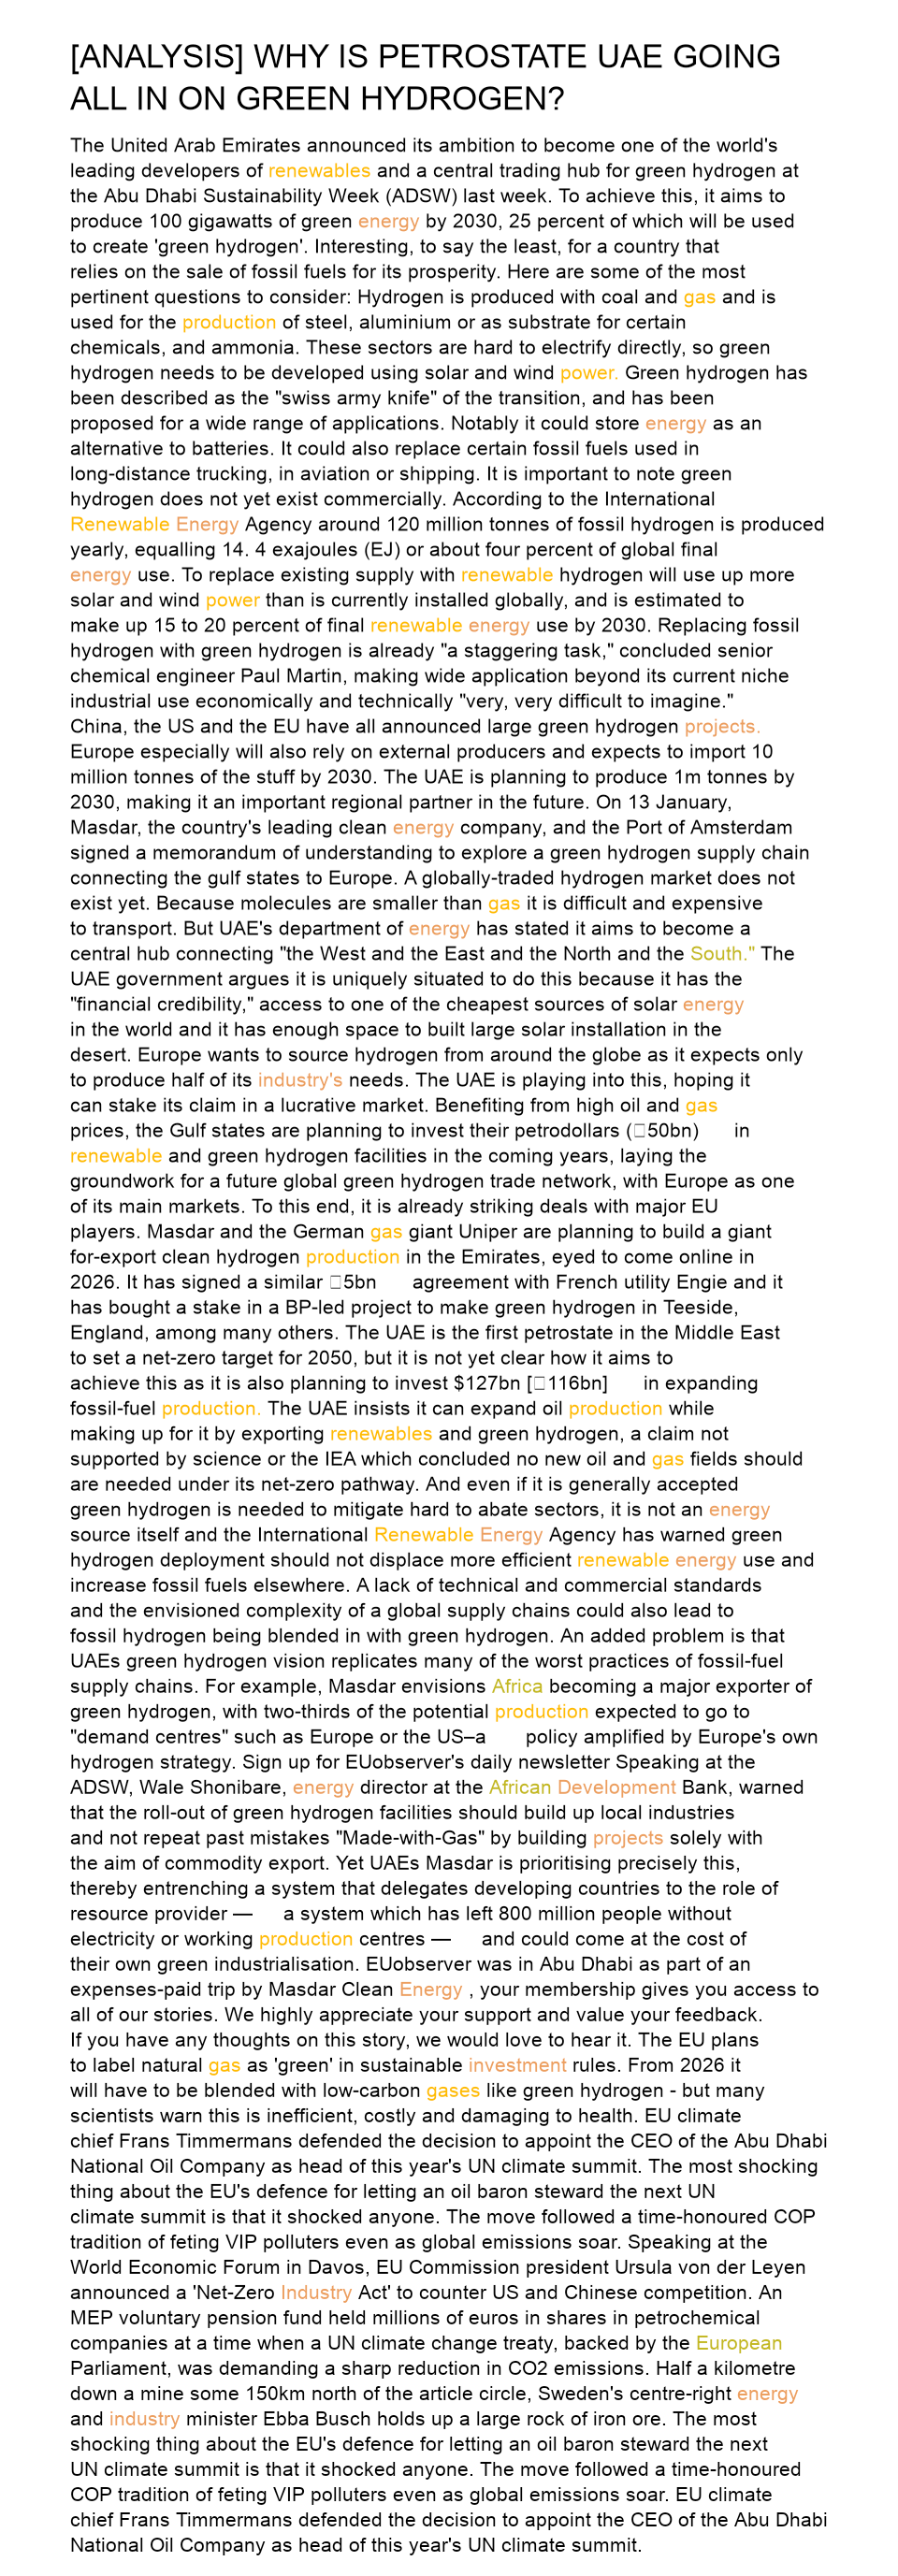 [ANALYSIS] WHY IS PETROSTATE UAE GOING
ALL IN ON GREEN HYDROGEN?
The United Arab Emirates announced its ambition to become one of the world's
leading developers of renewables and a central trading hub for green hydrogen at
the Abu Dhabi Sustainability Week (ADSW) last week. To achieve this, it aims to
produce 100 gigawatts of green energy by 2030, 25 percent of which will be used
to create 'green hydrogen'. Interesting, to say the least, for a country that
relies on the sale of fossil fuels for its prosperity. Here are some of the most
pertinent questions to consider: Hydrogen is produced with coal and gas and is
used for the production of steel, aluminium or as substrate for certain
chemicals, and ammonia. These sectors are hard to electrify directly, so green
hydrogen needs to be developed using solar and wind power. Green hydrogen has
been described as the "swiss army knife" of the transition, and has been
proposed for a wide range of applications. Notably it could store energy as an
alternative to batteries. It could also replace certain fossil fuels used in
long-distance trucking, in aviation or shipping. It is important to note green
hydrogen does not yet exist commercially. According to the International
Renewable Energy Agency around 120 million tonnes of fossil hydrogen is produced
yearly, equalling 14. 4 exajoules (EJ) or about four percent of global final
energy use. To replace existing supply with renewable hydrogen will use up more
solar and wind power than is currently installed globally, and is estimated to
make up 15 to 20 percent of final renewable energy use by 2030. Replacing fossil
hydrogen with green hydrogen is already "a staggering task," concluded senior
chemical engineer Paul Martin, making wide application beyond its current niche
industrial use economically and technically "very, very difficult to imagine."
China, the US and the EU have all announced large green hydrogen projects.
Europe especially will also rely on external producers and expects to import 10
million tonnes of the stuff by 2030. The UAE is planning to produce 1m tonnes by
2030, making it an important regional partner in the future. On 13 January,
Masdar, the country's leading clean energy company, and the Port of Amsterdam
signed a memorandum of understanding to explore a green hydrogen supply chain
connecting the gulf states to Europe. A globally-traded hydrogen market does not
exist yet. Because molecules are smaller than gas it is difficult and expensive
to transport. But UAE's department of energy has stated it aims to become a
central hub connecting "the West and the East and the North and the South." The
UAE government argues it is uniquely situated to do this because it has the
"financial credibility," access to one of the cheapest sources of solar energy
in the world and it has enough space to built large solar installation in the
desert. Europe wants to source hydrogen from around the globe as it expects only
to produce half of its industry's needs. The UAE is playing into this, hoping it
can stake its claim in a lucrative market. Benefiting from high oil and gas
prices, the Gulf states are planning to invest their petrodollars (50bn) in
renewable and green hydrogen facilities in the coming years, laying the
groundwork for a future global green hydrogen trade network, with Europe as one
of its main markets. To this end, it is already striking deals with major EU
players. Masdar and the German gas giant Uniper are planning to build a giant
for-export clean hydrogen production in the Emirates, eyed to come online in
2026. It has signed a similar 5bn agreement with French utility Engie and it
has bought a stake in a BP-led project to make green hydrogen in Teeside,
England, among many others. The UAE is the first petrostate in the Middle East
to set a net-zero target for 2050, but it is not yet clear how it aims to
achieve this as it is also planning to invest $127bn [116bn] in expanding
fossil-fuel production. The UAE insists it can expand oil production while
making up for it by exporting renewables and green hydrogen, a claim not
supported by science or the IEA which concluded no new oil and gas fields should
are needed under its net-zero pathway. And even if it is generally accepted
green hydrogen is needed to mitigate hard to abate sectors, it is not an energy
source itself and the International Renewable Energy Agency has warned green
hydrogen deployment should not displace more efficient renewable energy use and
increase fossil fuels elsewhere. A lack of technical and commercial standards
and the envisioned complexity of a global supply chains could also lead to
fossil hydrogen being blended in with green hydrogen. An added problem is that
UAEs green hydrogen vision replicates many of the worst practices of fossil-fuel
supply chains. For example, Masdar envisions Africa becoming a major exporter of
green hydrogen, with two-thirds of the potential production expected to go to
"demand centres" such as Europe or the US–a policy amplified by Europe's own
hydrogen strategy. Sign up for EUobserver's daily newsletter Speaking at the
ADSW, Wale Shonibare, energy director at the African Development Bank, warned
that the roll-out of green hydrogen facilities should build up local industries
and not repeat past mistakes "Made-with-Gas" by building projects solely with
the aim of commodity export. Yet UAEs Masdar is prioritising precisely this,
thereby entrenching a system that delegates developing countries to the role of
resource provider — a system which has left 800 million people without
electricity or working production centres — and could come at the cost of
their own green industrialisation. EUobserver was in Abu Dhabi as part of an
expenses-paid trip by Masdar Clean Energy , your membership gives you access to
all of our stories. We highly appreciate your support and value your feedback.
If you have any thoughts on this story, we would love to hear it. The EU plans
to label natural gas as 'green' in sustainable investment rules. From 2026 it
will have to be blended with low-carbon gases like green hydrogen - but many
scientists warn this is inefficient, costly and damaging to health. EU climate
chief Frans Timmermans defended the decision to appoint the CEO of the Abu Dhabi
National Oil Company as head of this year's UN climate summit. The most shocking
thing about the EU's defence for letting an oil baron steward the next UN
climate summit is that it shocked anyone. The move followed a time-honoured COP
tradition of feting VIP polluters even as global emissions soar. Speaking at the
World Economic Forum in Davos, EU Commission president Ursula von der Leyen
announced a 'Net-Zero Industry Act' to counter US and Chinese competition. An
MEP voluntary pension fund held millions of euros in shares in petrochemical
companies at a time when a UN climate change treaty, backed by the European
Parliament, was demanding a sharp reduction in CO2 emissions. Half a kilometre
down a mine some 150km north of the article circle, Sweden's centre-right energy
and industry minister Ebba Busch holds up a large rock of iron ore. The most
shocking thing about the EU's defence for letting an oil baron steward the next
UN climate summit is that it shocked anyone. The move followed a time-honoured
COP tradition of feting VIP polluters even as global emissions soar. EU climate
chief Frans Timmermans defended the decision to appoint the CEO of the Abu Dhabi
National Oil Company as head of this year's UN climate summit.